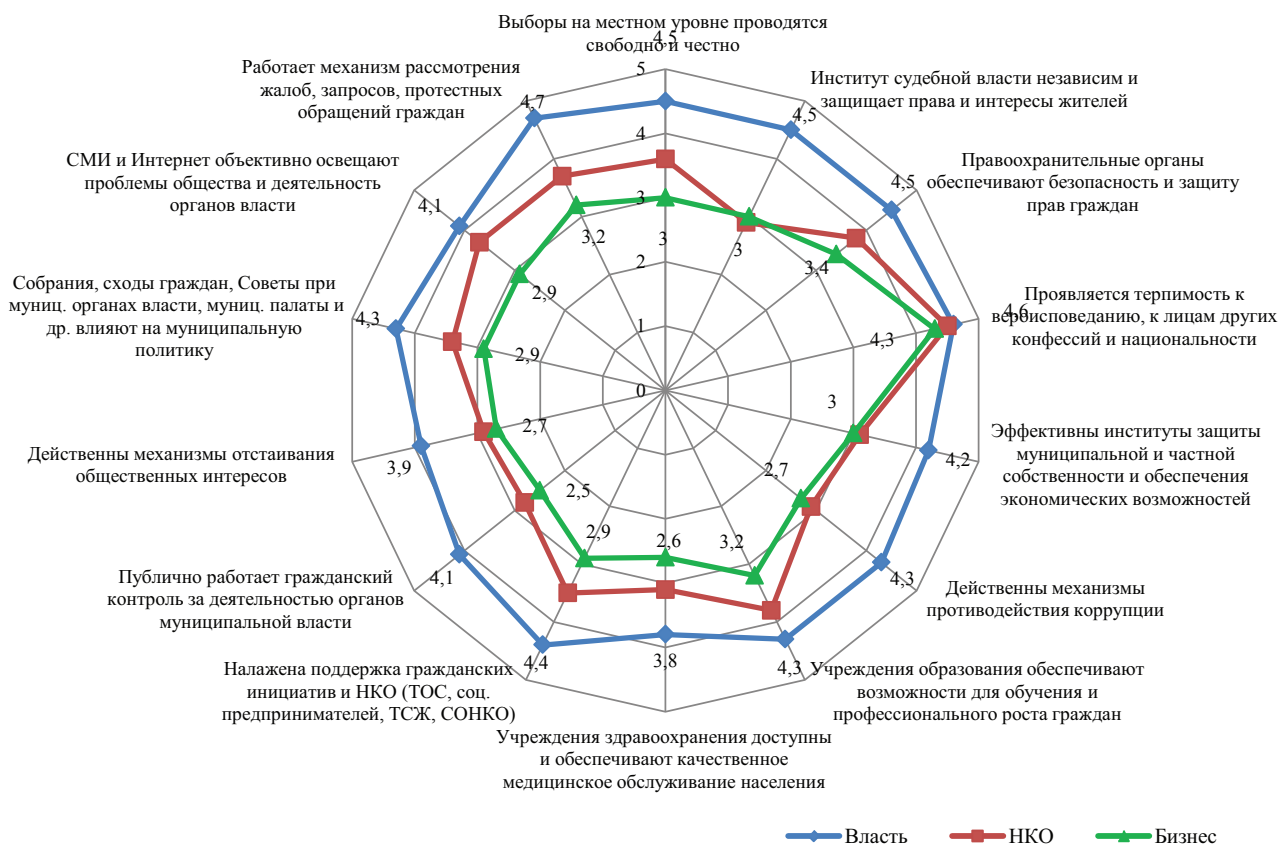 Выборы на местном уровне проводятся
свободно и честно
4,5
Институт судебной власти независим и
защищает права и интересы жителей
4,5
Правоохранительные органы
обеспечивают безопасность и защиту
прав граждан
4,5
Проявляется терпимость к
вероисповеданию, к лицам других
конфессий и национальности
4,6
Эффективны институты защиты
муниципальной и частной
собственности и обеспечения
экономических возможностей
4,2
Действенны механизмы
противодействия коррупции
4,3
Учреждения образования обеспечивают
возможности для обучения и
профессионального роста граждан
4,3
Учреждения здравоохранения доступны
и обеспечивают качественное
медицинское обслуживание населения
3,8
Налажена поддержка гражданских
инициатив и НКО (ТОС, соц.
предпринимателей, ТСЖ, СОНКО)
4,4
Публично работает гражданский
контроль за деятельностью органов
муниципальной власти
4,1
Действенны механизмы отстаивания
общественных интересов
3,9
Собрания, сходы граждан, Советы при
муниц. органах власти, муниц. палаты и
др. влияют на муниципальную
политику
4,3
СМИ и Интернет объективно освещают
проблемы общества и деятельность
органов власти
4,1
Работает механизм рассмотрения
жалоб, запросов, протестных
обращений граждан
4,7
5
4
3
2
1
0
3
3
3,4
4,3
3
2,7
3,2
2,6
2,9
2,5
2,7
2,9
2,9
3,2
Власть
НКО
Бизнес